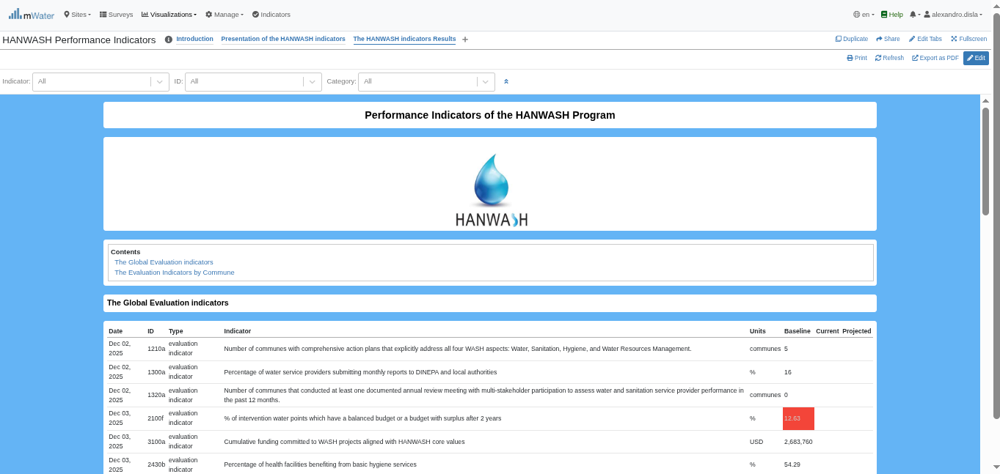 mWater Sites Surveys Visualizations Manage Indicators en Help alexandro.disla
HANWASH Performance Indicators Introduction Presentation of the HANWASH indicators The HANWASH indicators Results Duplicate Share Edit Tabs Fullscreen
Print Refresh Export as PDF Edit
Indicator: All ID: All Category: All
Performance Indicators of the HANWASH Program
HANWASH
Contents
The Global Evaluation indicators
The Evaluation Indicators by Commune
The Global Evaluation indicators
Date ID Type Indicator Units Baseline Current Projected
Dec 02, 2025 1210a evaluation indicator Number of communes with comprehensive action plans that explicitly address all four WASH aspects: Water, Sanitation, Hygiene, and Water Resources Management. communes 5
Dec 02, 2025 1300a evaluation indicator Percentage of water service providers submitting monthly reports to DINEPA and local authorities % 16
Dec 02, 2025 1320a evaluation indicator Number of communes that conducted at least one documented annual review meeting with multi-stakeholder participation to assess water and sanitation service provider performance in the past 12 months. communes 0
Dec 03, 2025 2100f evaluation indicator % of intervention water points which have a balanced budget or a budget with surplus after 2 years % 12.63
Dec 03, 2025 3100a evaluation indicator Cumulative funding committed to WASH projects aligned with HANWASH core values USD 2,683,760
Dec 03, 2025 2430b evaluation indicator Percentage of health facilities benefiting from basic hygiene services % 54.29